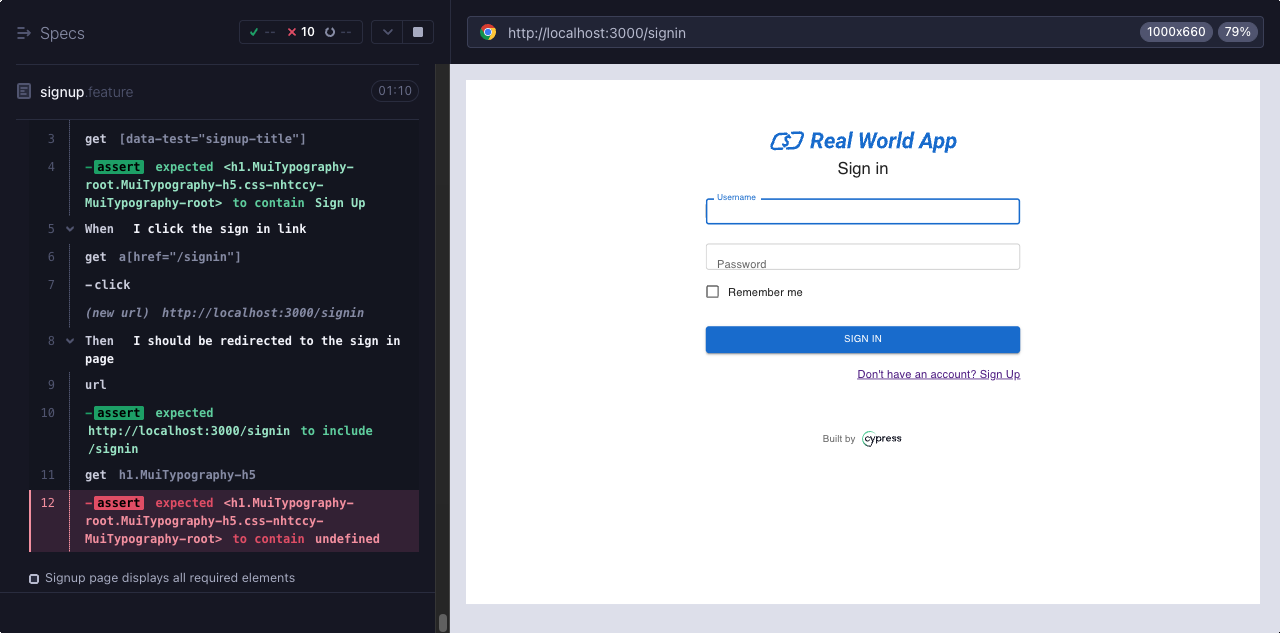 Specs
-- 10 --
signup.feature
01:10
3 get [data-test="signup-title"]
4 -assert expected <h1.MuiTypography-
root.MuiTypography-h5.css-nhtccy-
MuiTypography-root> to contain Sign Up
5 When I click the sign in link
6 get a[href="/signin"]
7 -click
(new url) http://localhost:3000/signin
8 Then I should be redirected to the sign in
page
9 url
10 -assert expected
http://localhost:3000/signin to include
/signin
11 get h1.MuiTypography-h5
12 -assert expected <h1.MuiTypography-
root.MuiTypography-h5.css-nhtccy-
MuiTypography-root> to contain undefined
Signup page displays all required elements
http://localhost:3000/signin
1000x660 79%
Real World App
Sign in
Username
Password
Remember me
SIGN IN
Don't have an account? Sign Up
Built by cypress